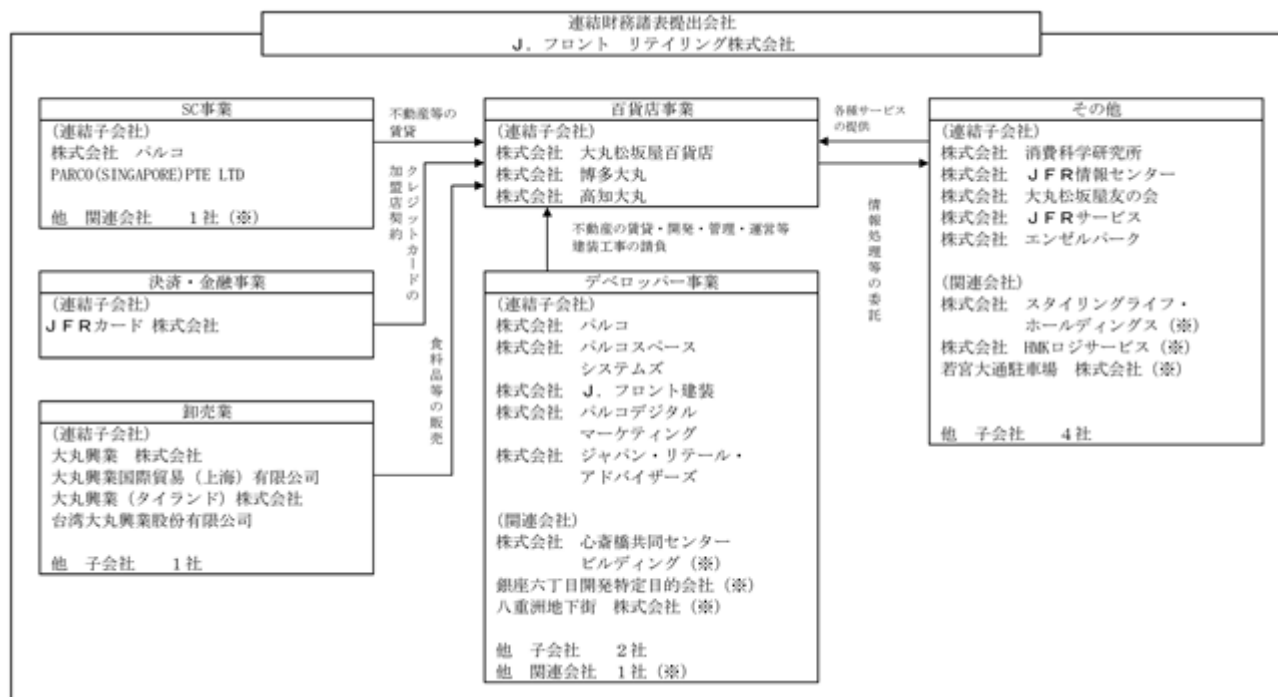 連結財務諸表提出会社
J．フロント　リテイリング株式会社
SC事業
(連結子会社)
株式会社　パルコ
PARCO(SINGAPORE)PTE LTD
他　関連会社　１社（※）
不動産等の
賃貸
クレジットカードの
加盟店契約
決済・金融事業
(連結子会社)
ＪＦＲカード 株式会社
食料品等の販売
卸売業
(連結子会社)
大丸興業　株式会社
大丸興業国際貿易（上海）有限公司
大丸興業（タイランド）株式会社
台湾大丸興業股份有限公司
他　子会社　１社
百貨店事業
(連結子会社)
株式会社　大丸松坂屋百貨店
株式会社　博多大丸
株式会社　高知大丸
不動産の賃貸・開発・管理・運営等
建装工事の請負
デベロッパー事業
(連結子会社)
株式会社　パルコ
株式会社　パルコスペース
システムズ
株式会社　J．フロント建装
株式会社　パルコデジタル
マーケティング
株式会社　ジャパン・リテール・
アドバイザーズ
(関連会社)
株式会社　心斎橋共同センター
ビルディング（※）
銀座六丁目開発特定目的会社（※）
八重洲地下街　株式会社（※）
他　子会社　２社
他　関連会社　１社（※）
各種サービス
の提供
情報処理等の委託
その他
(連結子会社)
株式会社　消費科学研究所
株式会社　ＪＦＲ情報センター
株式会社　大丸松坂屋友の会
株式会社　ＪＦＲサービス
株式会社　エンゼルパーク
(関連会社)
株式会社　スタイリングライフ・
ホールディングス（※）
株式会社　HMKロジサービス（※）
若宮大通駐車場　株式会社（※）
他　子会社　４社